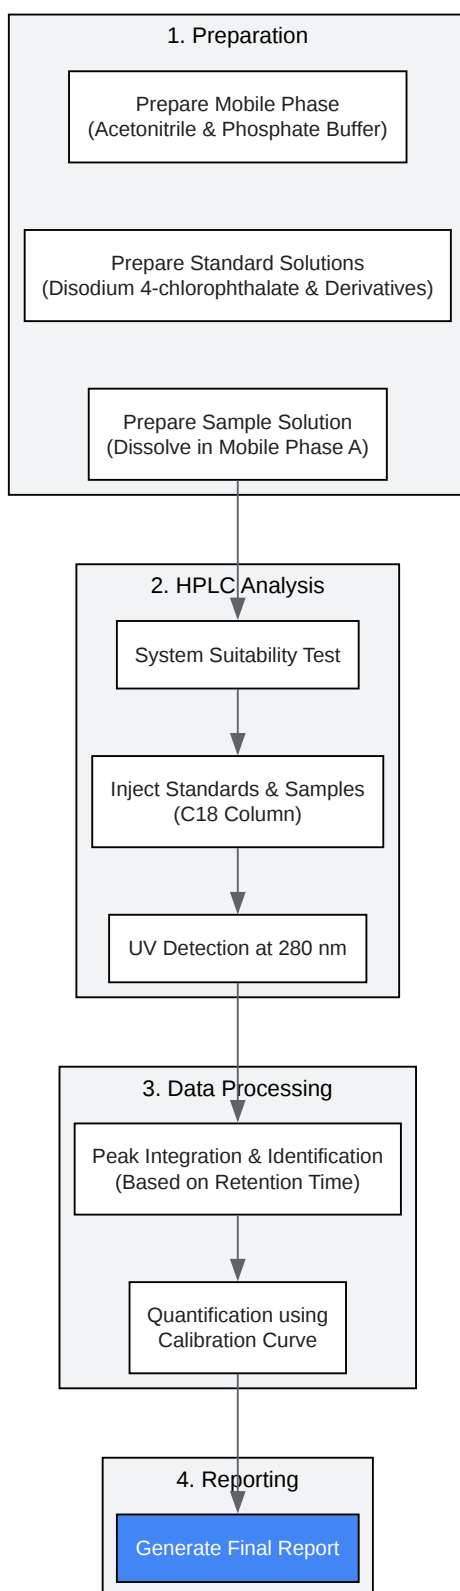 1. Preparation
Prepare Mobile Phase
(Acetonitrile & Phosphate Buffer)
Prepare Standard Solutions
(Disodium 4-chlorophthalate & Derivatives)
Prepare Sample Solution
(Dissolve in Mobile Phase A)
2. HPLC Analysis
System Suitability Test
Inject Standards & Samples
(C18 Column)
UV Detection at 280 nm
3. Data Processing
Peak Integration & Identification
(Based on Retention Time)
Quantification using
Calibration Curve
4. Reporting
Generate Final Report